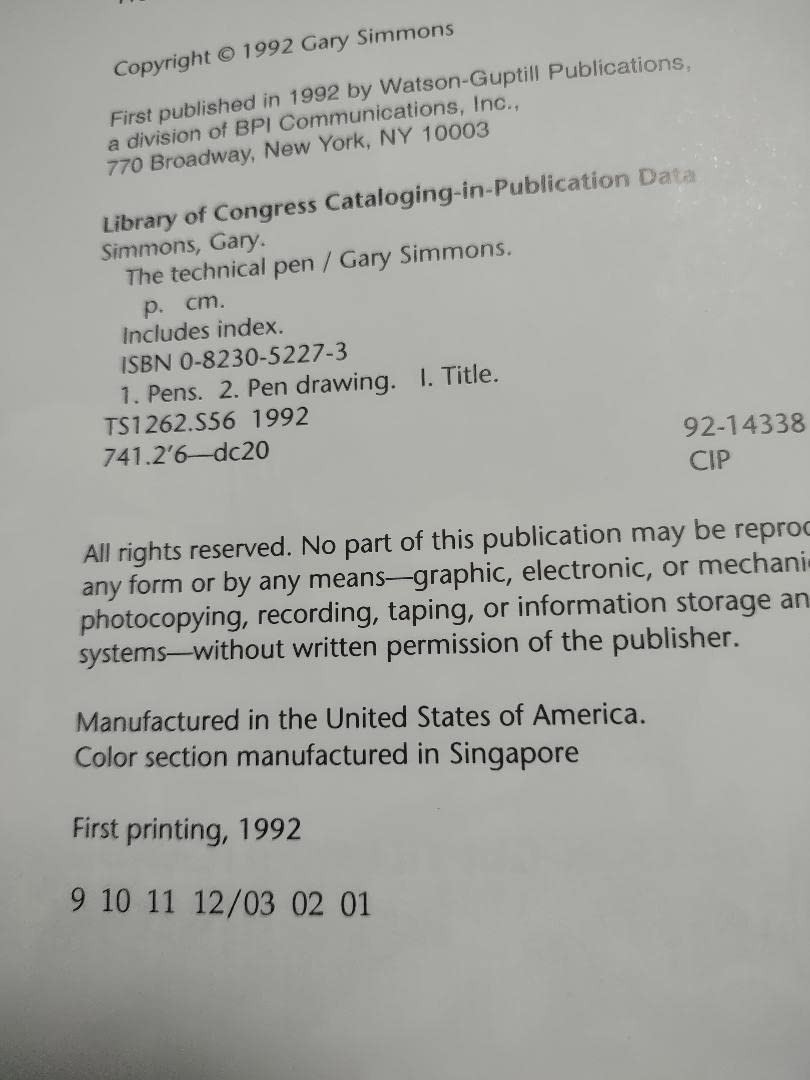 Copyright © 1992 Gary Simmons
First published in 1992 by Watson-Guptill Publications,
a division of BPI Communications, Inc.,
770 Broadway, New York, NY 10003
Library of Congress Cataloging-in-Publication Data
Simmons, Gary.
The technical pen / Gary Simmons.
p. cm.
Includes index.
ISBN 0-8230-5227-3
1. Pens. 2. Pen drawing. I. Title.
TS1262.S56 1992
92-14338
741.2'6—dc20
CIP
All rights reserved. No part of this publication may be reproc
any form or by any means—graphic, electronic, or mechani
photocopying, recording, taping, or information storage an
systems—without written permission of the publisher.
Manufactured in the United States of America.
Color section manufactured in Singapore
First printing, 1992
9 10 11 12/03 02 01